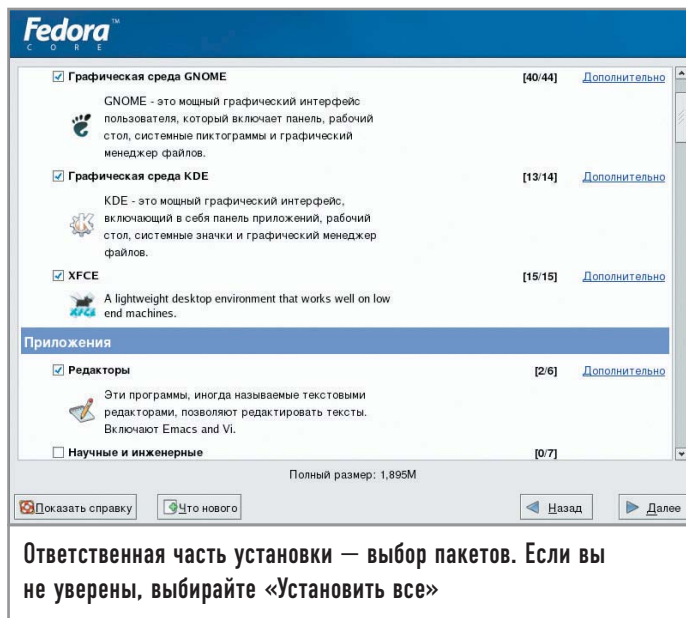 Fedora™
CORE
Графическая среда GNOME [40/44] Дополнительно
GNOME - это мощный графический интерфейс
пользователя, который включает панель, рабочий
стол, системные пиктограммы и графический
менеджер файлов.
Графическая среда KDE [13/14] Дополнительно
KDE - это мощный графический интерфейс,
включающий в себя панель приложений, рабочий
стол, системные значки и графический менеджер
файлов.
XFCE [15/15] Дополнительно
XFCE
A lightweight desktop environment that works well on low
end machines.
Приложения
Редакторы [2/6] Дополнительно
Эти программы, иногда называемые текстовыми
редакторами, позволяют редактировать тексты.
Включают Emacs and Vi.
Научные и инженерные [0/7]
Полный размер: 1,895M
Показать справку Что нового Назад Далее
Ответственная часть установки — выбор пакетов. Если вы
не уверены, выбирайте «Установить все»